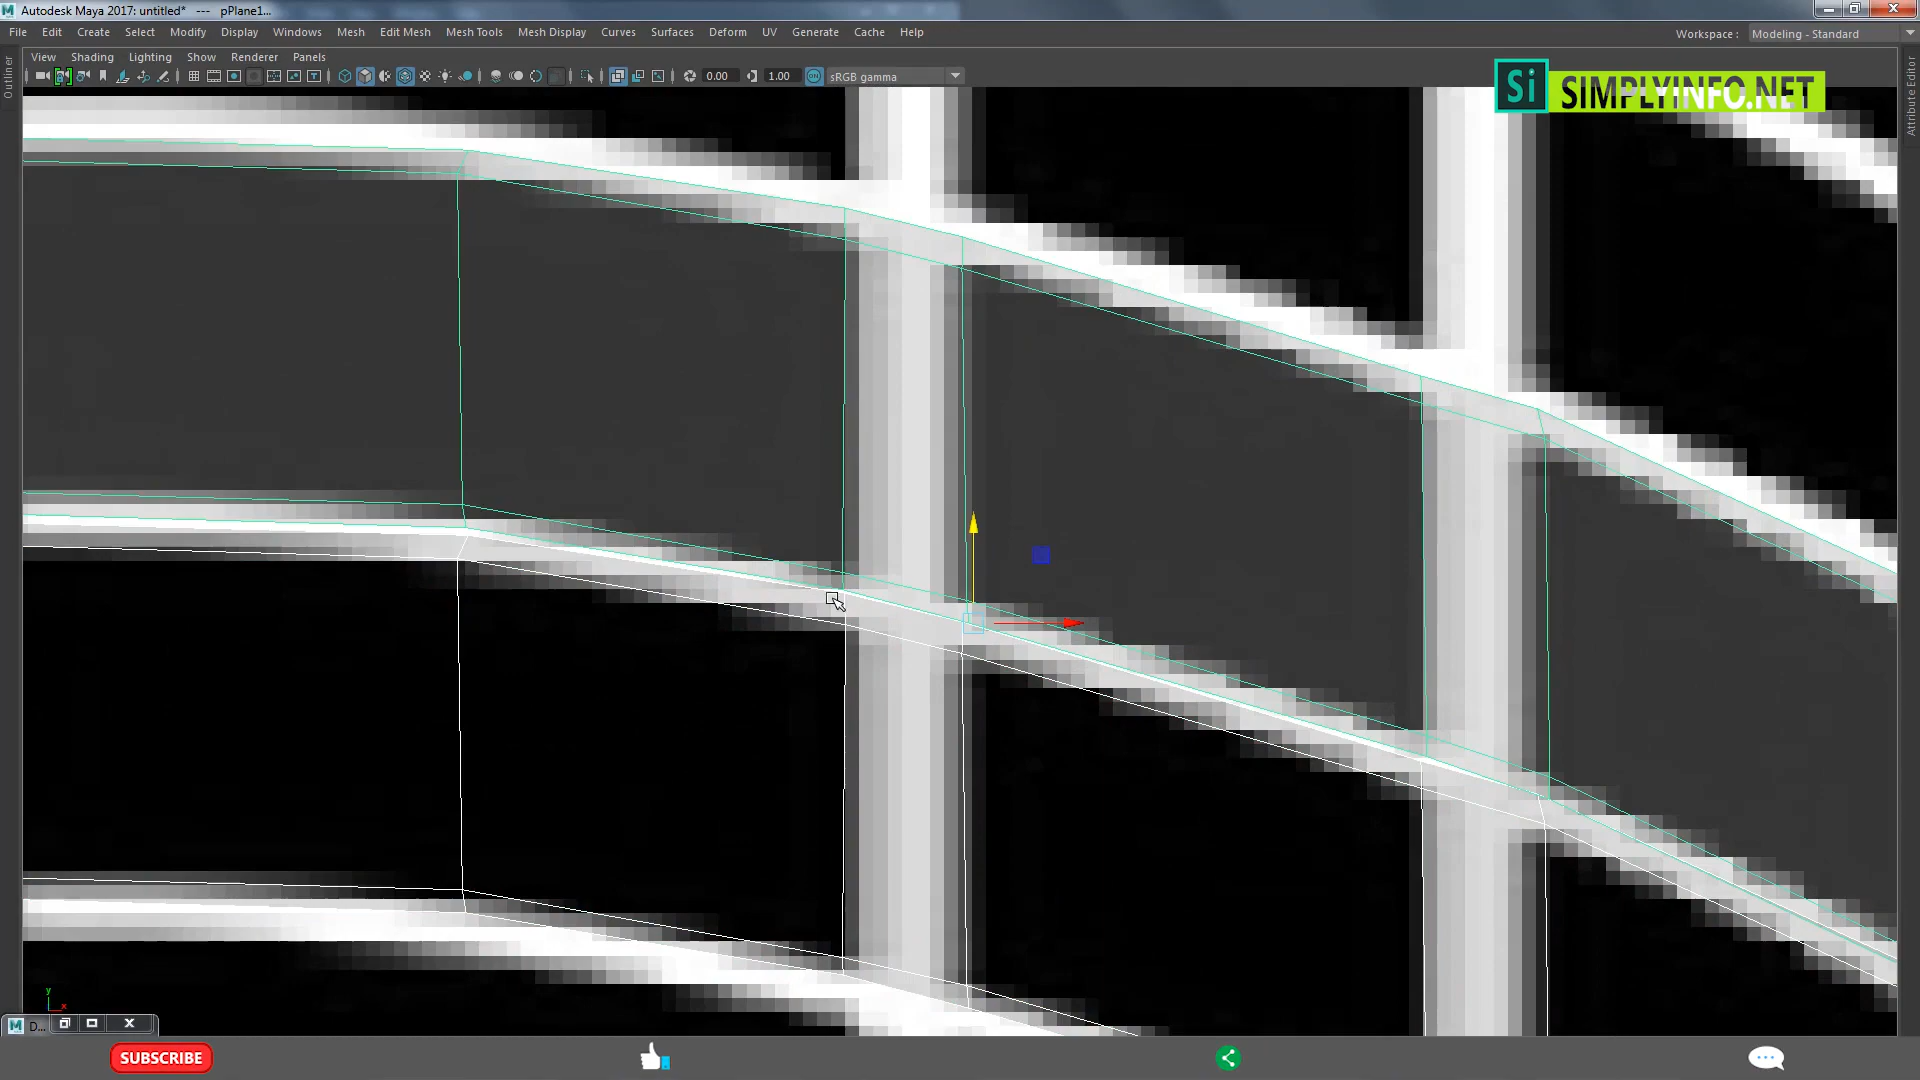 Autodesk Maya 2017: untitled* --- pPlane1...
File Edit Create Select Modify Display Windows Mesh Edit Mesh Mesh Tools Mesh Display Curves Surfaces Deform UV Generate Cache Help
Workspace : Modeling - Standard
View Shading Lighting Show Renderer Panels
0.00 1.00 ON sRGB gamma
Si SIMPLYINFO.NET
Outliner
Attribute Editor
y
x
M D...
SUBSCRIBE